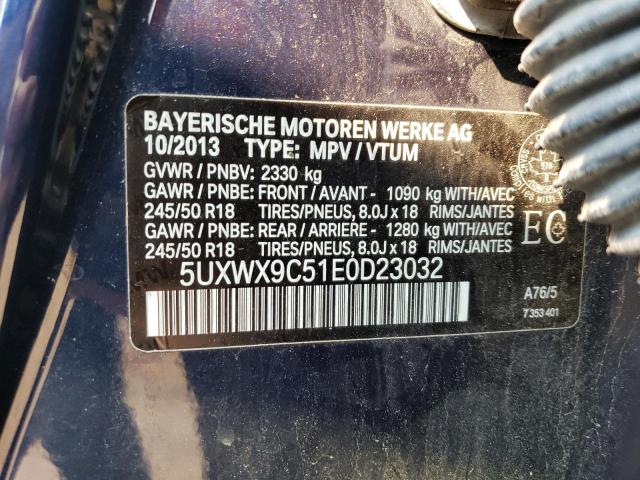 BAYERISCHE MOTOREN WERKE AG
10/2013 TYPE: MPV / VTUM
GVWR / PNBV: 2330 kg
GAWR / PNBE: FRONT / AVANT - 1090 kg WITH/AVEC
245/50 R18 TIRES/PNEUS, 8.0J x 18 RIMS/JANTES
GAWR / PNBE: REAR / ARRIERE - 1280 kg WITH/AVEC
245/50 R18 TIRES/PNEUS, 8.0J x 18 RIMS/JANTES
EC
5UXWX9C51E0D23032
A76/5
7 353 401